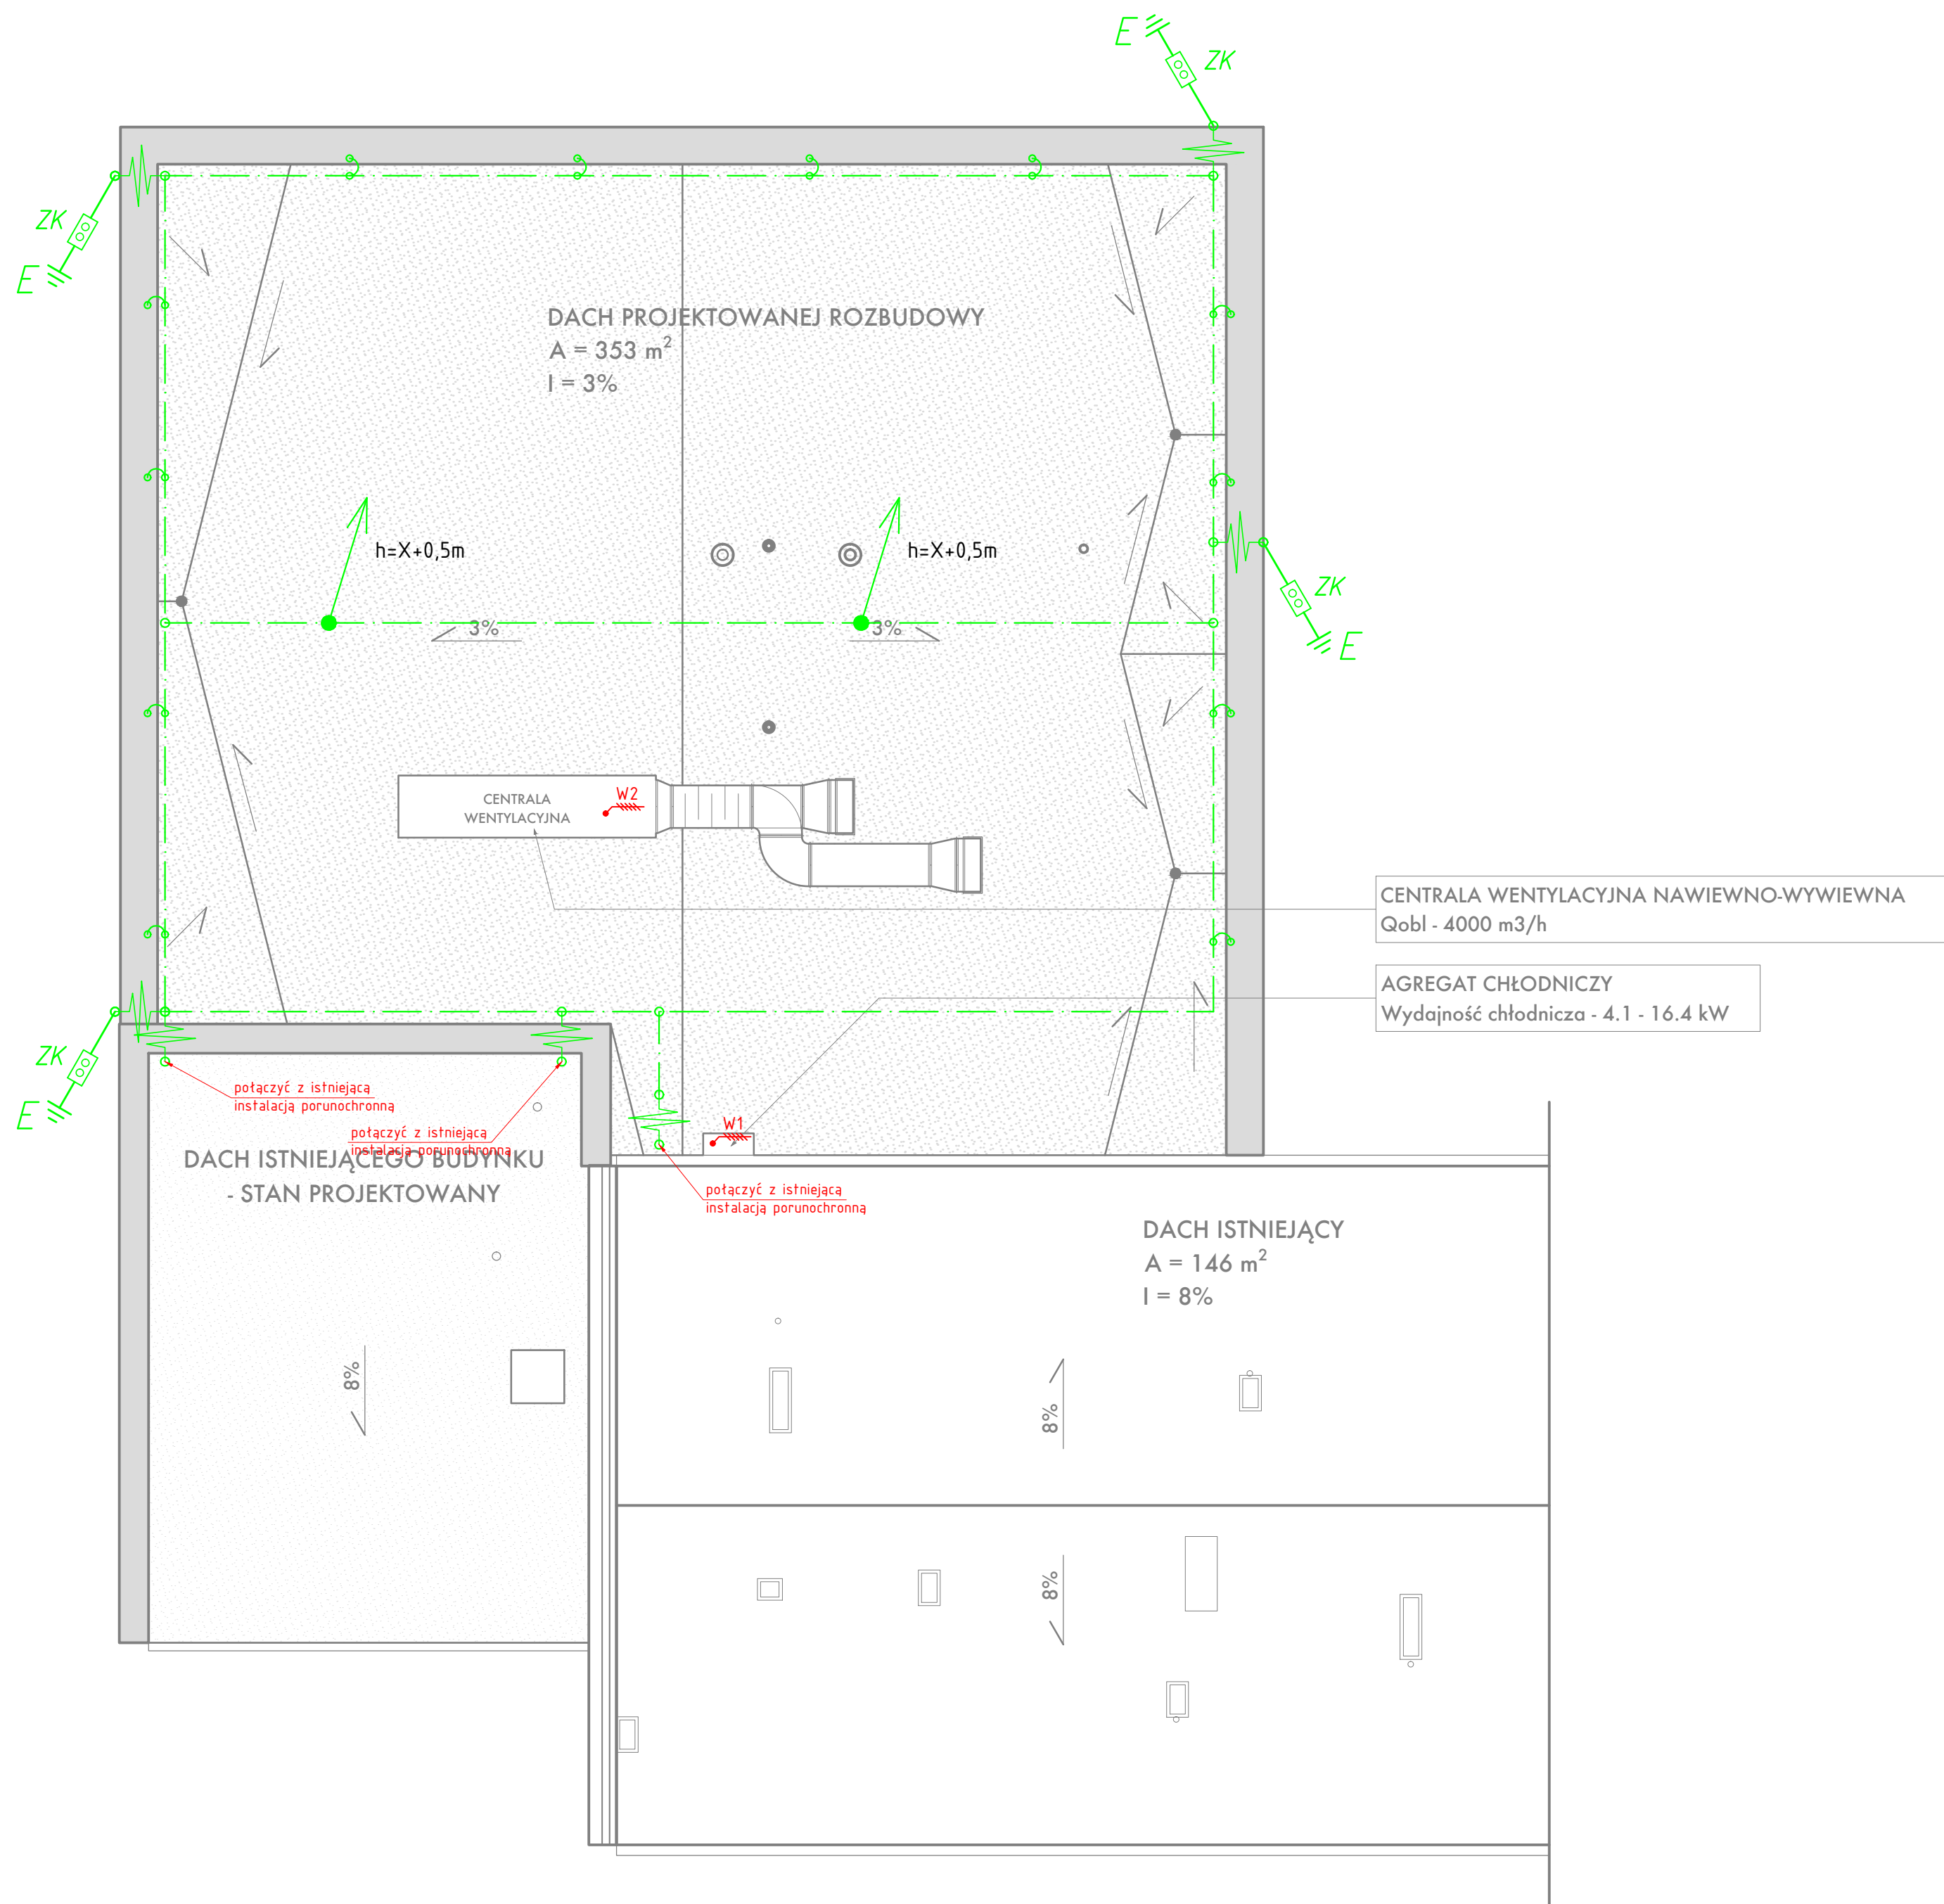 E
ZK
ZK
E
DACH PROJEKTOWANEJ ROZBUDOWY
A = 353 m²
I = 3%
h=X+0,5m
h=X+0,5m
ZK
E
3%
3%
W2
CENTRALA
WENTYLACYJNA
CENTRALA WENTYLACYJNA NAWIEWNO-WYWIEWNA
Qobl - 4000 m3/h
AGREGAT CHŁODNICZY
Wydajność chłodnicza - 4.1 - 16.4 kW
ZK
E
połączyć z istniejącą
instalacją porunochronną
połączyć z istniejącą
instalacją porunochronną
W1
DACH ISTNIEJĄCEGO BUDYNKU
- STAN PROJEKTOWANY
połączyć z istniejącą
instalacją porunochronną
DACH ISTNIEJĄCY
A = 146 m²
I = 8%
8%
8%
8%